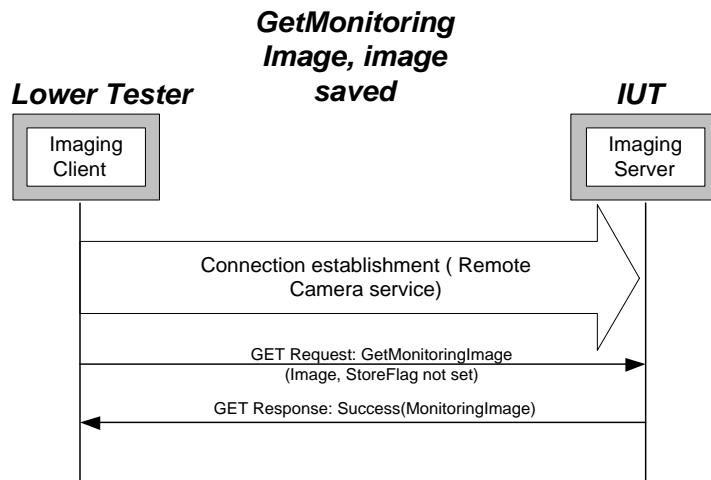 GetMonitoring
Image, image
saved
Lower Tester
IUT
Imaging
Client
Imaging
Server
Connection establishment ( Remote
Camera service)
GET Request: GetMonitoringImage
(Image, StoreFlag not set)
GET Response: Success(MonitoringImage)